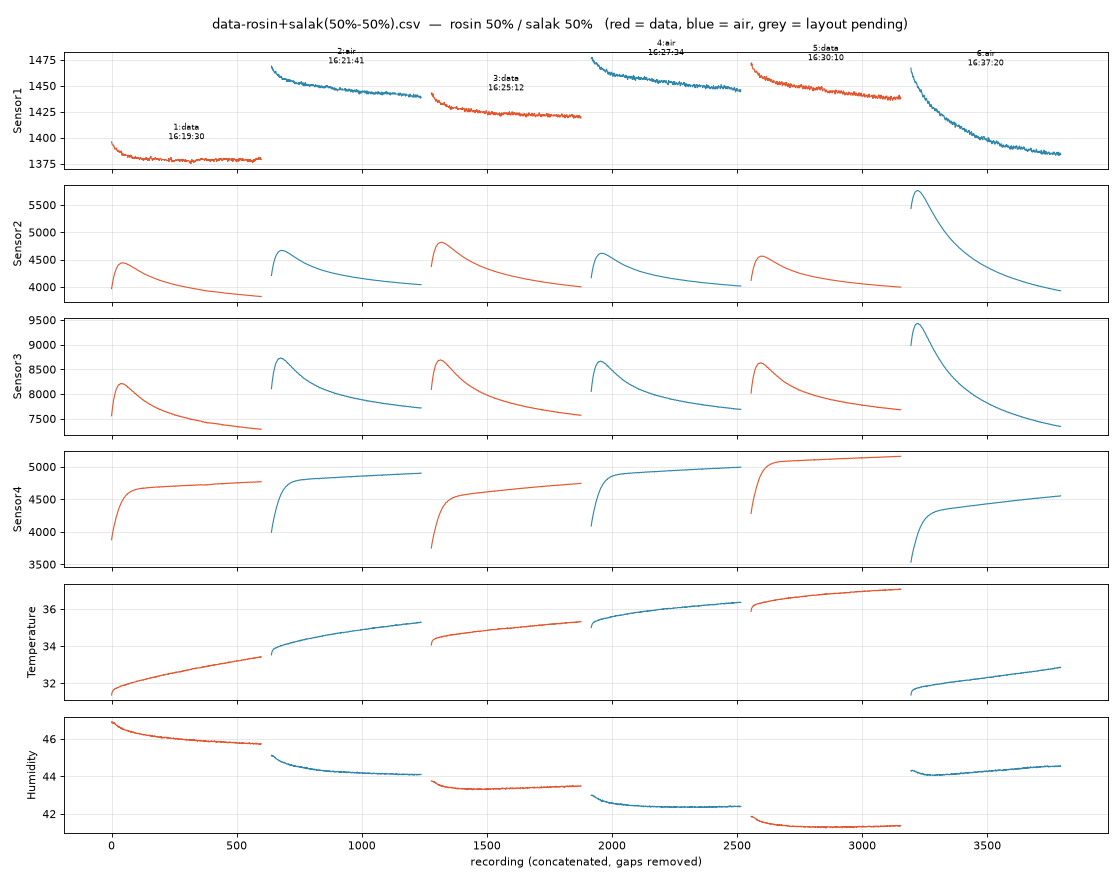 data-rosin+salak(50%-50%).csv — rosin 50% / salak 50% (red = data, blue = air, grey = layout pending)
1:data
16:19:30
2:air
16:21:41
3:data
16:25:12
4:air
16:27:34
5:data
16:30:10
6:air
16:37:20
Sensor1
1475
1450
1425
1400
1375
Sensor2
5500
5000
4500
4000
Sensor3
9500
9000
8500
8000
7500
Sensor4
5000
4500
4000
3500
Temperature
36
34
32
Humidity
46
44
42
0 500 1000 1500 2000 2500 3000 3500
recording (concatenated, gaps removed)